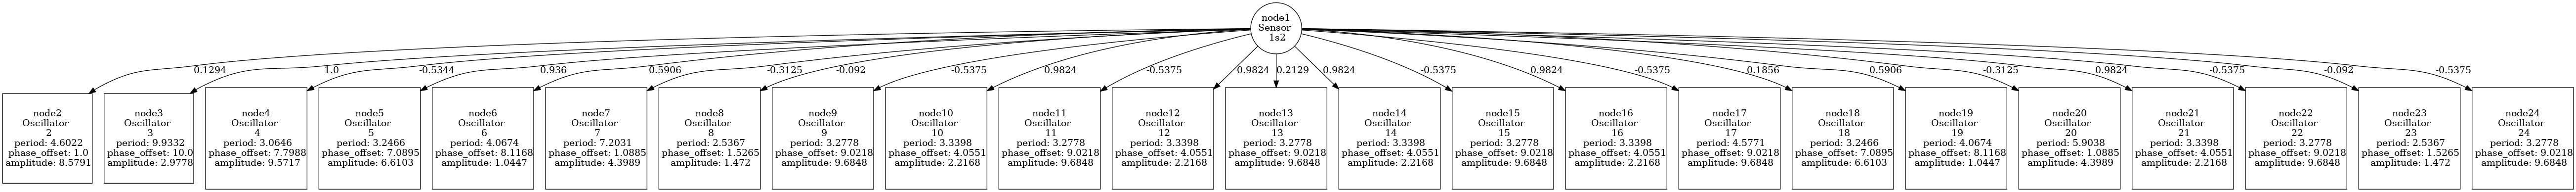 node1
Sensor
1s2
0.1294
1.0
-0.5344
0.936
0.5906
-0.3125
-0.092
-0.5375
0.9824
-0.5375
0.9824
0.2129
0.9824
-0.5375
0.9824
-0.5375
0.1856
0.5906
-0.3125
0.9824
-0.5375
-0.092
-0.5375
node2
Oscillator
2
period: 4.6022
phase_offset: 1.0
amplitude: 8.5791
node3
Oscillator
3
period: 9.9332
phase_offset: 10.0
amplitude: 2.9778
node4
Oscillator
4
period: 3.0646
phase_offset: 7.7988
amplitude: 9.5717
node5
Oscillator
5
period: 3.2466
phase_offset: 7.0895
amplitude: 6.6103
node6
Oscillator
6
period: 4.0674
phase_offset: 8.1168
amplitude: 1.0447
node7
Oscillator
7
period: 7.2031
phase_offset: 1.0885
amplitude: 4.3989
node8
Oscillator
8
period: 2.5367
phase_offset: 1.5265
amplitude: 1.472
node9
Oscillator
9
period: 3.2778
phase_offset: 9.0218
amplitude: 9.6848
node10
Oscillator
10
period: 3.3398
phase_offset: 4.0551
amplitude: 2.2168
node11
Oscillator
11
period: 3.2778
phase_offset: 9.0218
amplitude: 9.6848
node12
Oscillator
12
period: 3.3398
phase_offset: 4.0551
amplitude: 2.2168
node13
Oscillator
13
period: 3.2778
phase_offset: 9.0218
amplitude: 9.6848
node14
Oscillator
14
period: 3.3398
phase_offset: 4.0551
amplitude: 2.2168
node15
Oscillator
15
period: 3.2778
phase_offset: 9.0218
amplitude: 9.6848
node16
Oscillator
16
period: 3.3398
phase_offset: 4.0551
amplitude: 2.2168
node17
Oscillator
17
period: 4.5771
phase_offset: 9.0218
amplitude: 9.6848
node18
Oscillator
18
period: 3.2466
phase_offset: 7.0895
amplitude: 6.6103
node19
Oscillator
19
period: 4.0674
phase_offset: 8.1168
amplitude: 1.0447
node20
Oscillator
20
period: 5.9038
phase_offset: 1.0885
amplitude: 4.3989
node21
Oscillator
21
period: 3.3398
phase_offset: 4.0551
amplitude: 2.2168
node22
Oscillator
22
period: 3.2778
phase_offset: 9.0218
amplitude: 9.6848
node23
Oscillator
23
period: 2.5367
phase_offset: 1.5265
amplitude: 1.472
node24
Oscillator
24
period: 3.2778
phase_offset: 9.0218
amplitude: 9.6848